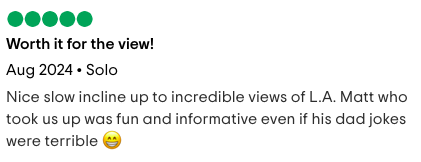 Worth it for the view!
Aug 2024 • Solo
Nice slow incline up to incredible views of L.A. Matt who
took us up was fun and informative even if his dad jokes
were terrible 😁